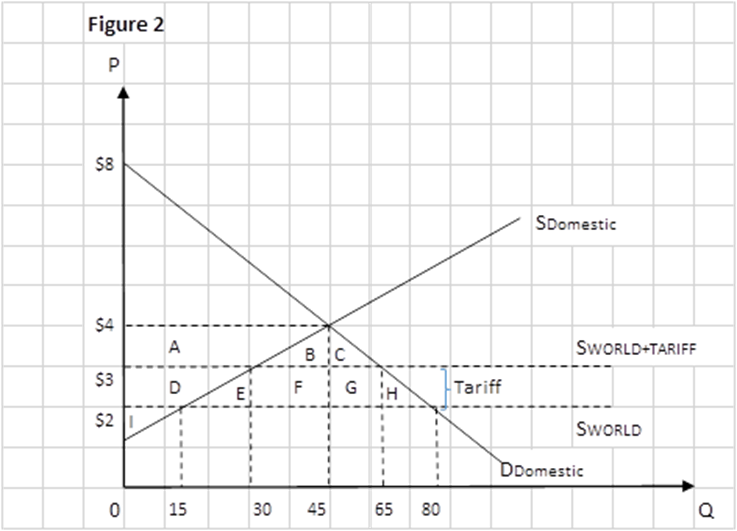 Figure 2
P
$8
SDomestic
$4
A B C SWORLD+TARIFF
$3
D E F G H Tariff
$2 I SWORLD
DDomestic
0 15 30 45 65 80 Q